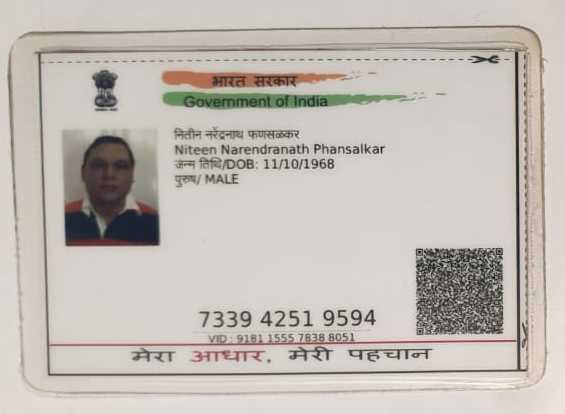 भारत सरकार
Government of India
नितीन नरेंद्रनाथ फणसळकर
Niteen Narendranath Phansalkar
जन्म तिथि/DOB: 11/10/1968
पुरुष/ MALE
7339 4251 9594
VID : 9181 1555 7838 8051
मेरा आधार, मेरी पहचान